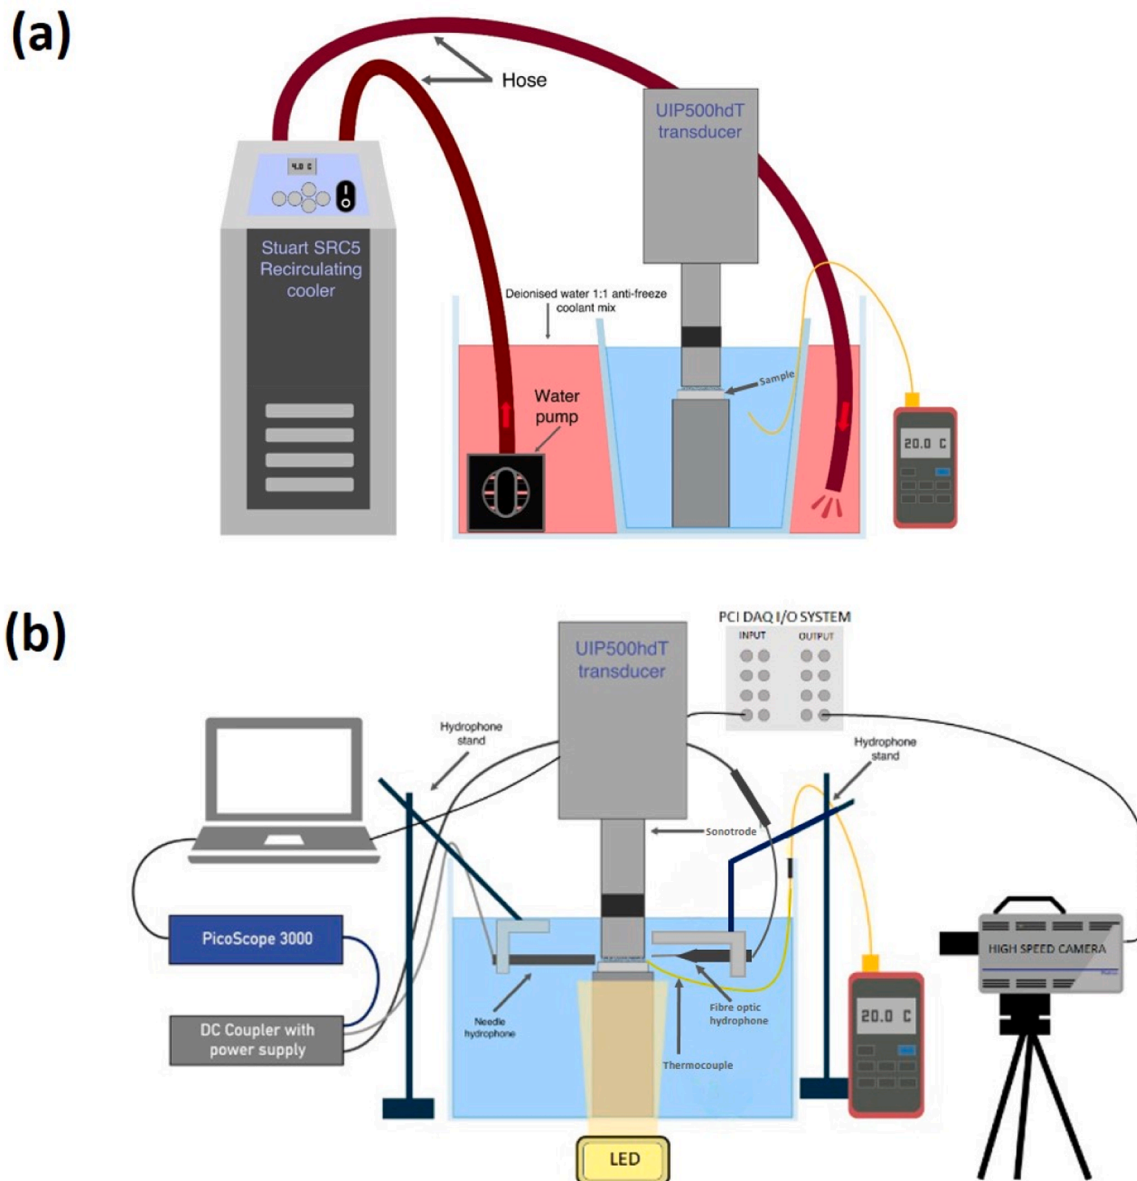 (a)
Hose
UIP500hdT
transducer
4.0 C
I
O
Stuart SRC5
Recirculating
cooler
Deionised water 1:1 anti-freeze
coolant mix
Sample
Water
pump
20.0 C
(b)
PCI DAQ I/O SYSTEM
INPUT OUTPUT
UIP500hdT
transducer
Hydrophone
stand
Hydrophone
stand
Sonotrode
PicoScope 3000
HIGH SPEED CAMERA
DC Coupler with
power supply
Needle
hydrophone
Fibre optic
hydrophone
20.0 C
Thermocouple
LED